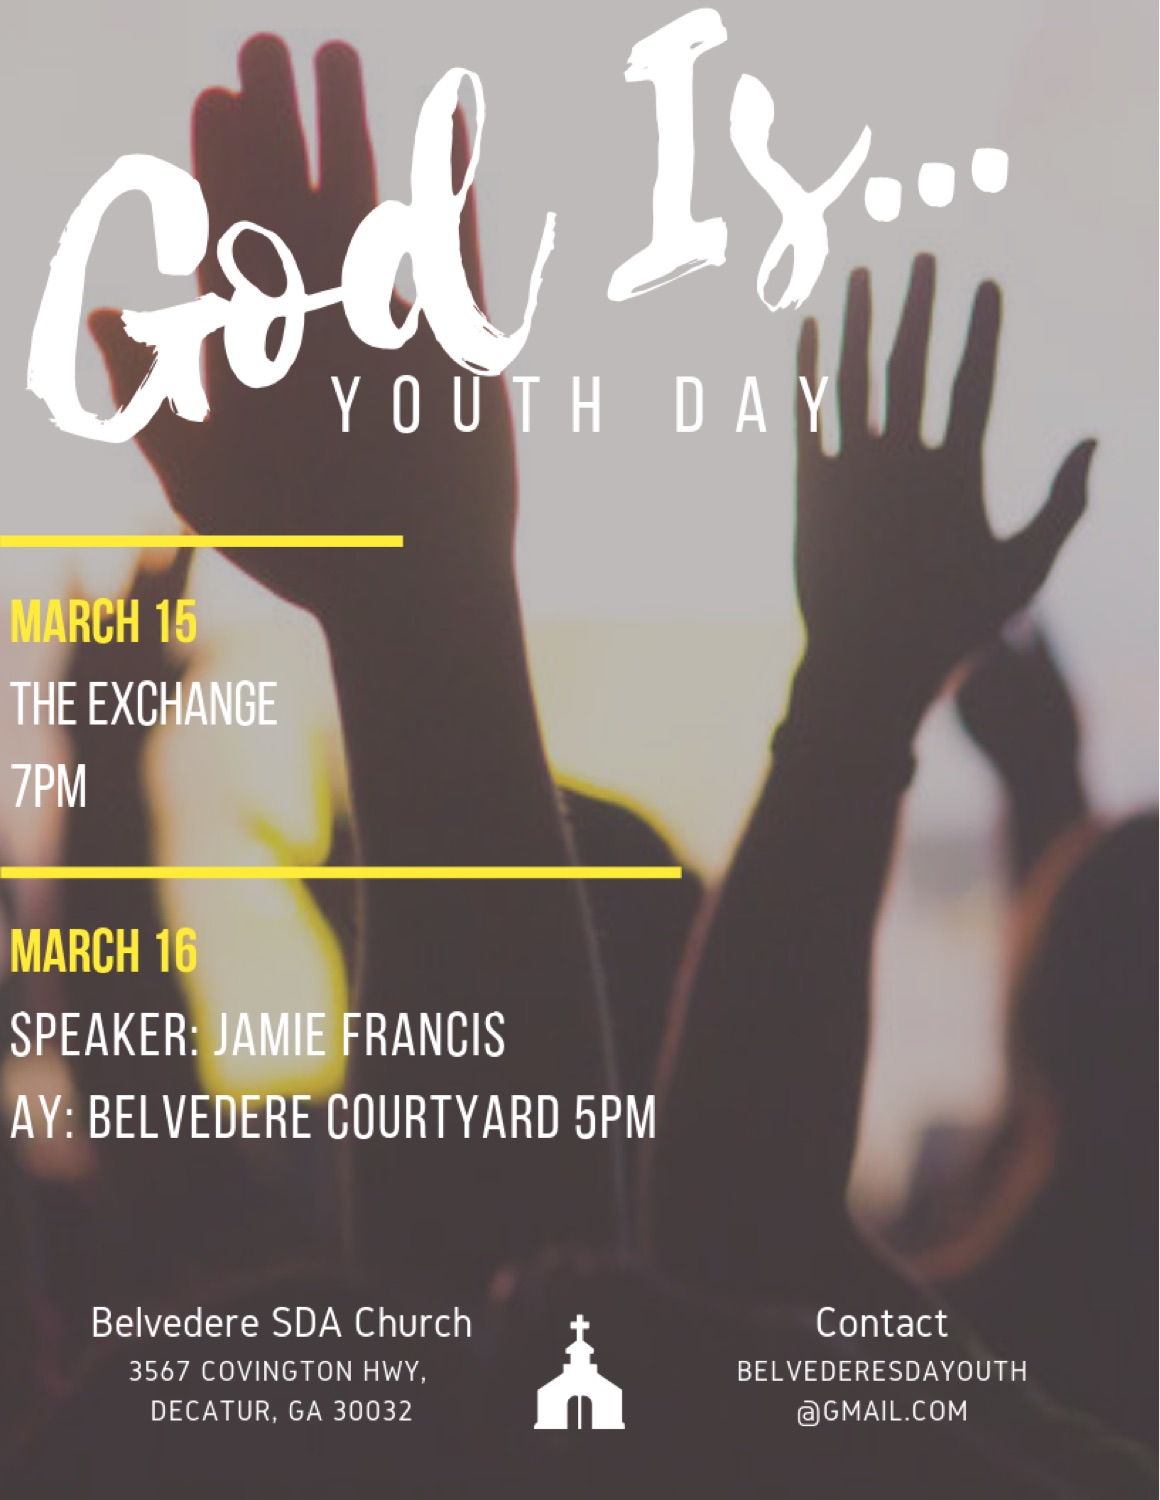 God Is...
YOUTH DAY
MARCH 15
THE EXCHANGE
7PM
MARCH 16
SPEAKER: JAMIE FRANCIS
AY: BELVEDERE COURTYARD 5PM
Belvedere SDA Church
3567 COVINGTON HWY,
DECATUR, GA 30032
Contact
BELVEDERESDAYOUTH
@GMAIL.COM